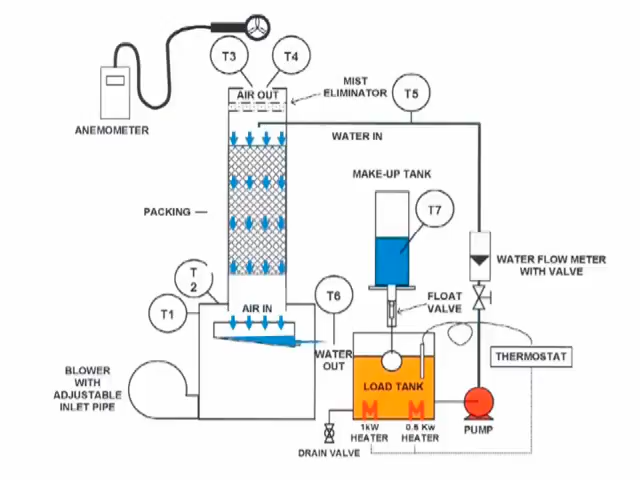 T3
T4
AIR OUT
MIST
ELIMINATOR
T5
ANEMOMETER
WATER IN
MAKE-UP TANK
T7
PACKING
WATER FLOW METER
WITH VALVE
T
2
T6
FLOAT
VALVE
T1
AIR IN
WATER
OUT
THERMOSTAT
BLOWER
WITH
ADJUSTABLE
INLET PIPE
LOAD TANK
1kW
HEATER
0.5 Kw
HEATER
PUMP
DRAIN VALVE